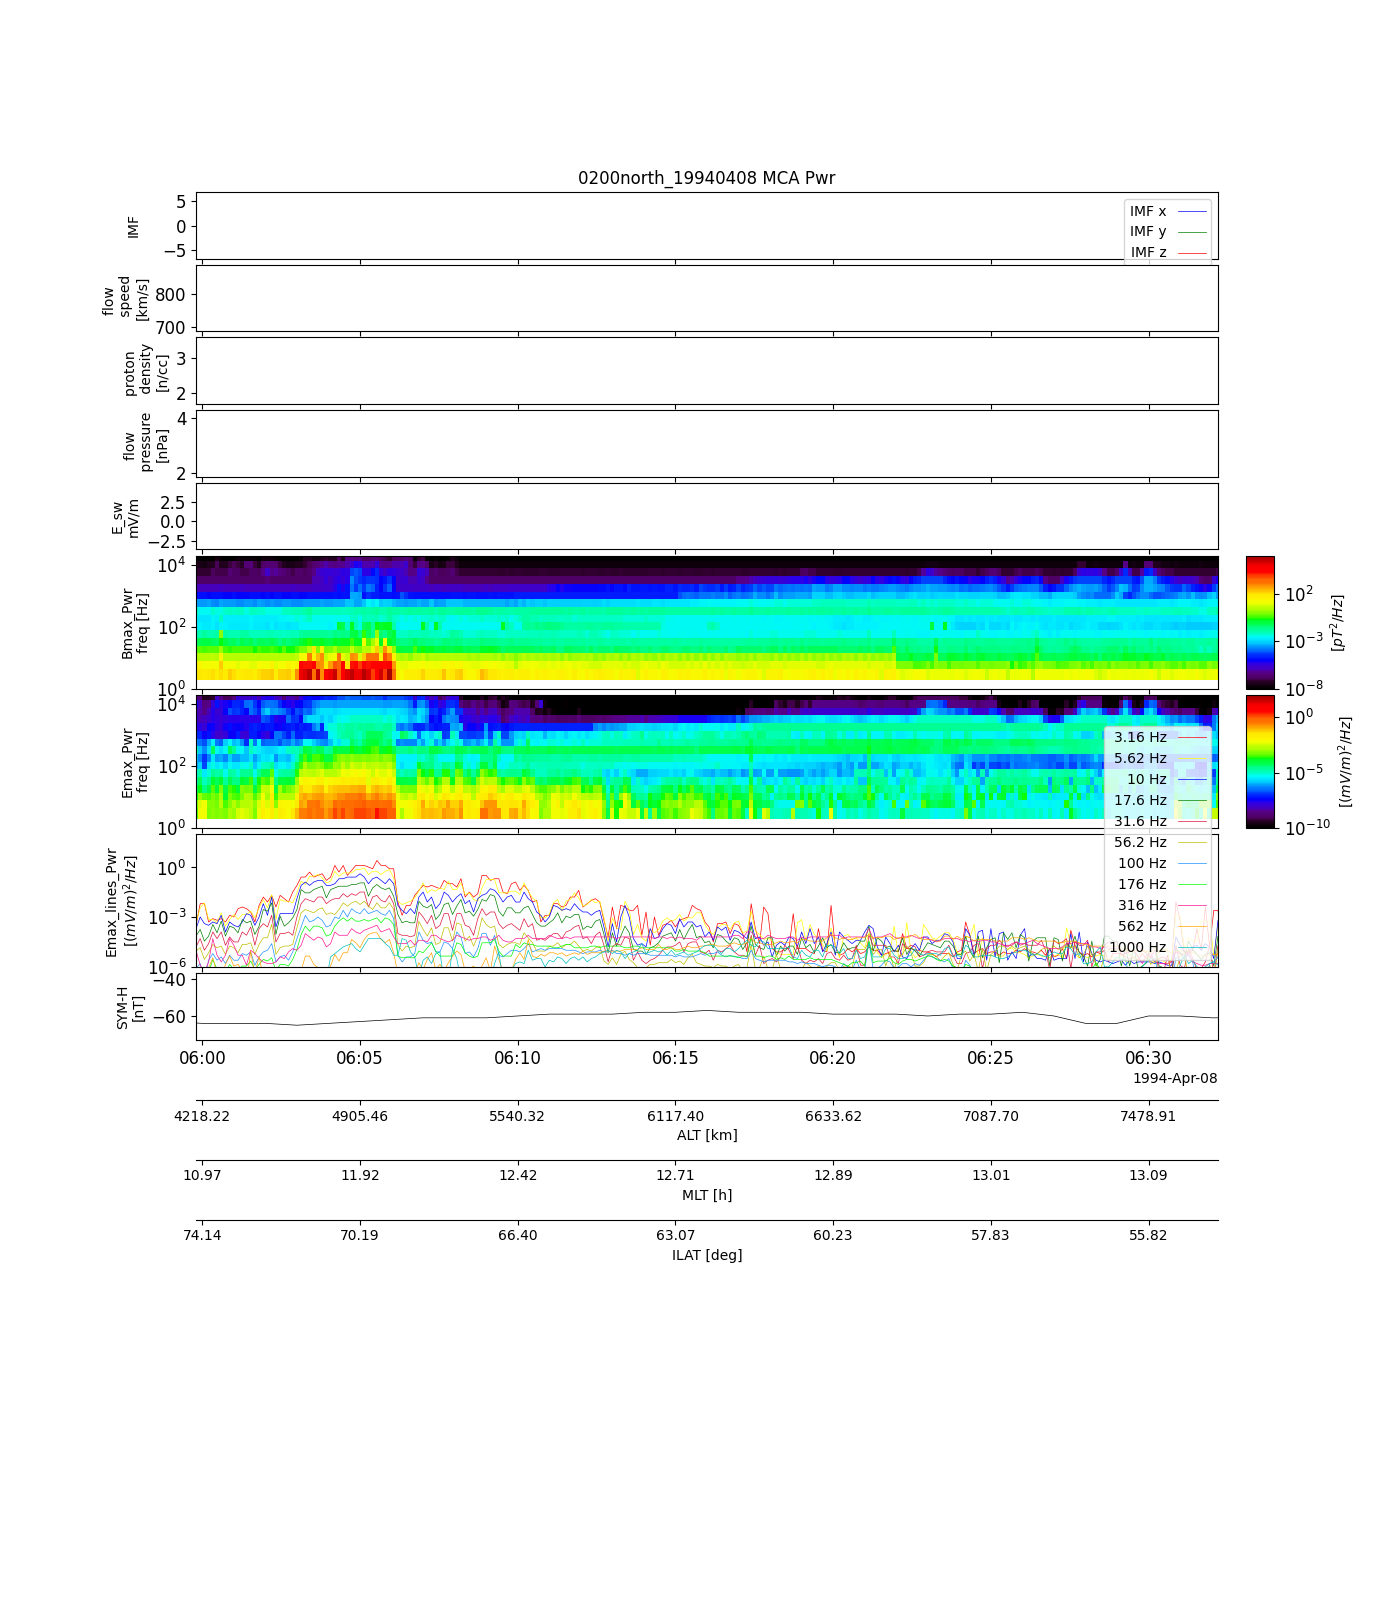 0200north_19940408 MCA Pwr
IMF
5
0
−5
IMF x
IMF y
IMF z
flow
speed
[km/s]
800
700
proton
density
[n/cc]
3
2
flow
pressure
[nPa]
4
2
E_sw
mV/m
2.5
0.0
−2.5
Bmax_Pwr
freq [Hz]
10^4
10^2
10^0
10^2
10^−3
10^−8
[pT^2/Hz]
Emax_Pwr
freq [Hz]
10^4
10^2
10^0
10^0
10^−5
10^−10
[(mV/m)^2/Hz]
3.16 Hz
5.62 Hz
10 Hz
17.6 Hz
31.6 Hz
56.2 Hz
100 Hz
176 Hz
316 Hz
562 Hz
1000 Hz
Emax_lines_Pwr
[(mV/m)^2/Hz]
10^0
10^−3
10^−6
SYM-H
[nT]
−40
−60
06:00 06:05 06:10 06:15 06:20 06:25 06:30
1994-Apr-08
4218.22 4905.46 5540.32 6117.40 6633.62 7087.70 7478.91
ALT [km]
10.97 11.92 12.42 12.71 12.89 13.01 13.09
MLT [h]
74.14 70.19 66.40 63.07 60.23 57.83 55.82
ILAT [deg]